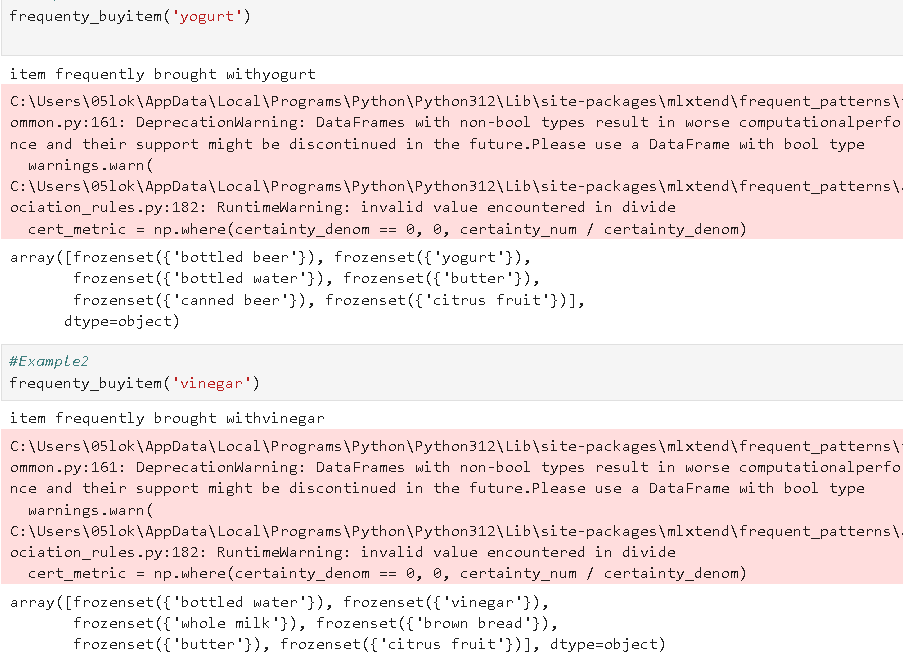 frequenty_buyitem('yogurt')
item frequently brought withyogurt
C:\Users\05lok\AppData\Local\Programs\Python\Python312\Lib\site-packages\mlxtend\frequent_patterns\
ommon.py:161: DeprecationWarning: DataFrames with non-bool types result in worse computationalperfo
nce and their support might be discontinued in the future.Please use a DataFrame with bool type
warnings.warn(
C:\Users\05lok\AppData\Local\Programs\Python\Python312\Lib\site-packages\mlxtend\frequent_patterns\
ociation_rules.py:182: RuntimeWarning: invalid value encountered in divide
cert_metric = np.where(certainty_denom == 0, 0, certainty_num / certainty_denom)
array([frozenset({'bottled beer'}), frozenset({'yogurt'}),
frozenset({'bottled water'}), frozenset({'butter'}),
frozenset({'canned beer'}), frozenset({'citrus fruit'})],
dtype=object)
#Example2
frequenty_buyitem('vinegar')
item frequently brought withvinegar
C:\Users\05lok\AppData\Local\Programs\Python\Python312\Lib\site-packages\mlxtend\frequent_patterns\
ommon.py:161: DeprecationWarning: DataFrames with non-bool types result in worse computationalperfo
nce and their support might be discontinued in the future.Please use a DataFrame with bool type
warnings.warn(
C:\Users\05lok\AppData\Local\Programs\Python\Python312\Lib\site-packages\mlxtend\frequent_patterns\
ociation_rules.py:182: RuntimeWarning: invalid value encountered in divide
cert_metric = np.where(certainty_denom == 0, 0, certainty_num / certainty_denom)
array([frozenset({'bottled water'}), frozenset({'vinegar'}),
frozenset({'whole milk'}), frozenset({'brown bread'}),
frozenset({'butter'}), frozenset({'citrus fruit'})], dtype=object)